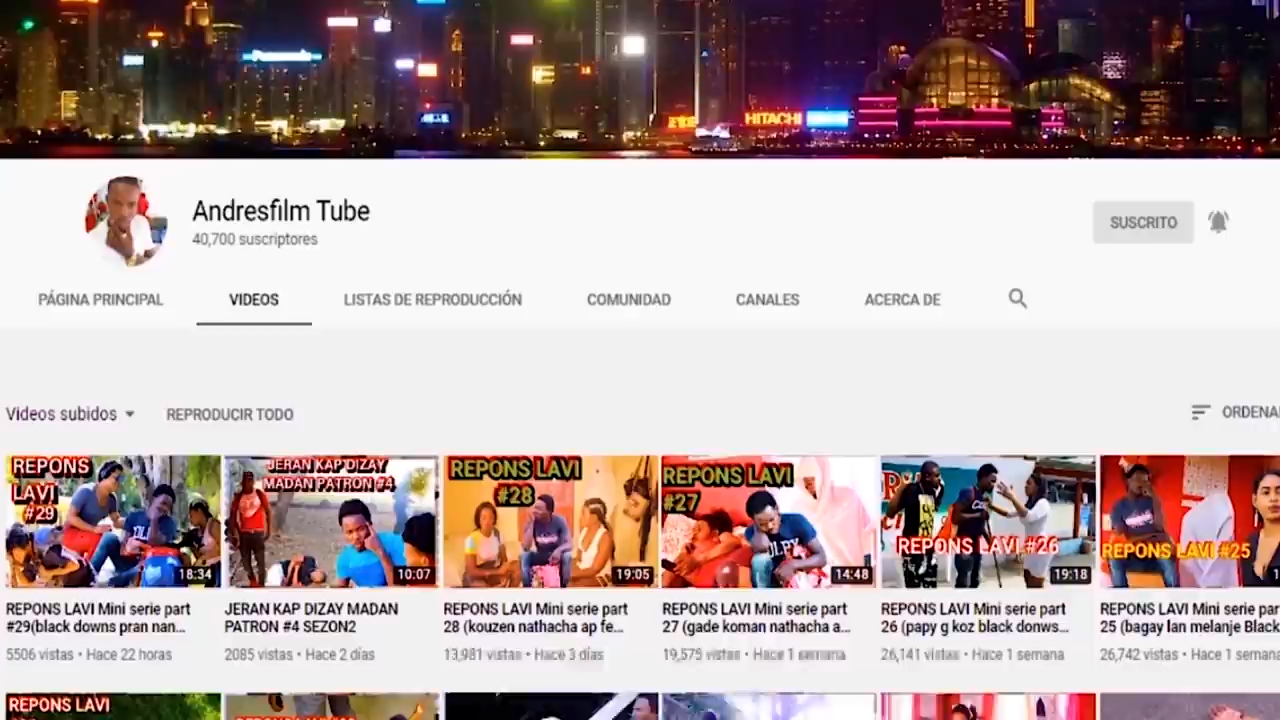 Panasonic
HITACHI
Andresfilm Tube
40,700 suscriptores
SUSCRITO
PÁGINA PRINCIPAL
VIDEOS
LISTAS DE REPRODUCCIÓN
COMUNIDAD
CANALES
ACERCA DE
Videos subidos
REPRODUCIR TODO
REPONS
LAVI
#29
18:34
JERAN KAP DIZAY
MADAN PATRON #4
10:07
REPONS LAVI
#28
19:05
REPONS LAVI
#27
14:48
REPONS LAVI #26
19:18
REPONS LAVI #25
REPONS LAVI Mini serie part
#29(black downs pran nan...
5506 vistas • Hace 22 horas
JERAN KAP DIZAY MADAN
PATRON #4 SEZON2
2085 vistas • Hace 2 días
REPONS LAVI Mini serie part
28 (kouzen nathacha ap fe...
13,981 vistas • Hace 3 días
REPONS LAVI Mini serie part
27 (gade koman nathacha a...
19,575 vistas • Hace 1 semana
REPONS LAVI Mini serie part
26 (papy g koz black donws...
26,141 vistas • Hace 1 semana
REPONS LAVI Mini serie
25 (bagay lan melanje Black
26,742 vistas • Hace 1
REPONS LAVI